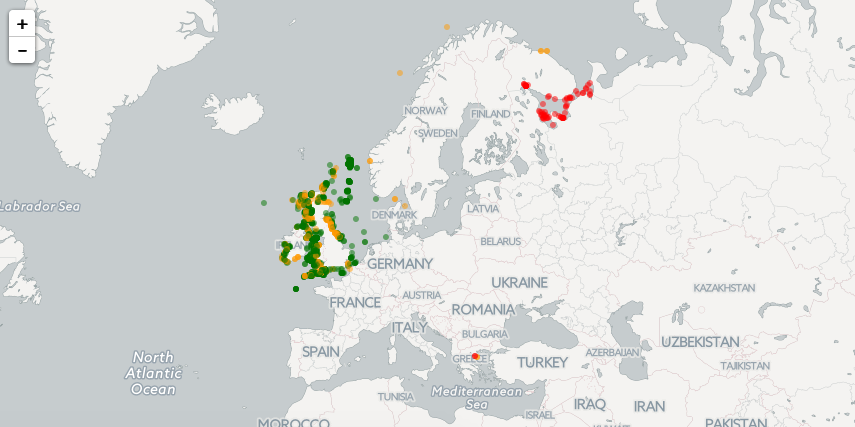 +
−
NORWAY
FINLAND
SWEDEN
Labrador Sea
DENMARK
LATVIA
BELARUS
GERMANY
UKRAINE
KAZAKHSTAN
AUSTRIA
FRANCE
ROMANIA
ITALY
BULGARIA
UZBEKISTAN
SPAIN
North
Atlantic
Ocean
GREECE
TURKEY
AZERBAIJAN
TAJIKISTAN
Mediterranean
Sea
TUNISIA
IRAQ
IRAN
ISRAEL
MOROCCO
PAKISTAN